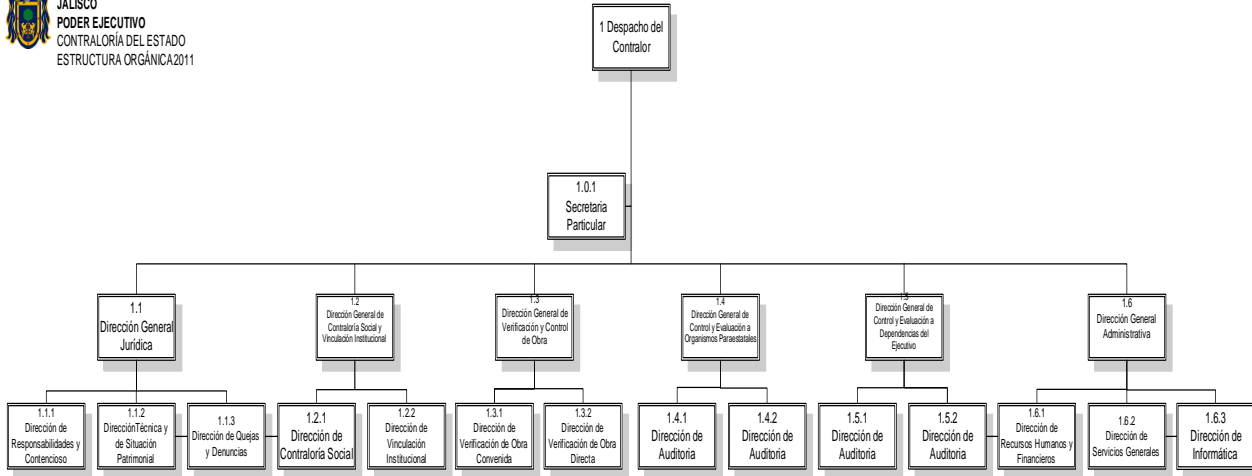 JALISCO
PODER EJECUTIVO
CONTRALORÍA DEL ESTADO
ESTRUCTURA ORGÁNICA2011
1 Despacho del
Contralor
1.0.1
Secretaria
Particular
1.1
Dirección General
Jurídica
1.2
Dirección General de
Contraloría Social y
Vinculación Institucional
1.3
Dirección General de
Verificación y Control
de Obra
1.4
Dirección General de
Control y Evaluación a
Organismos Paraestatales
1.5
Dirección General de
Control y Evaluación a
Dependencias del
Ejecutivo
1.6
Dirección General
Administrativa
1.1.1
Dirección de
Responsabilidades y
Contencioso
1.1.2
DirecciónTécnica y
de Situación
Patrimonial
1.1.3
Dirección de Quejas
y Denuncias
1.2.1
Dirección de
Contraloría Social
1.2.2
Dirección de
Vinculación
Institucional
1.3.1
Dirección de
Verificación de Obra
Convenida
1.3.2
Dirección de
Verificación de Obra
Directa
1.4.1
Dirección de
Auditoria
1.4.2
Dirección de
Auditoria
1.5.1
Dirección de
Auditoria
1.5.2
Dirección de
Auditoria
1.6.1
Dirección de
Recursos Humanos y
Financieros
1.6.2
Dirección de
Servicios Generales
1.6.3
Dirección de
Informática